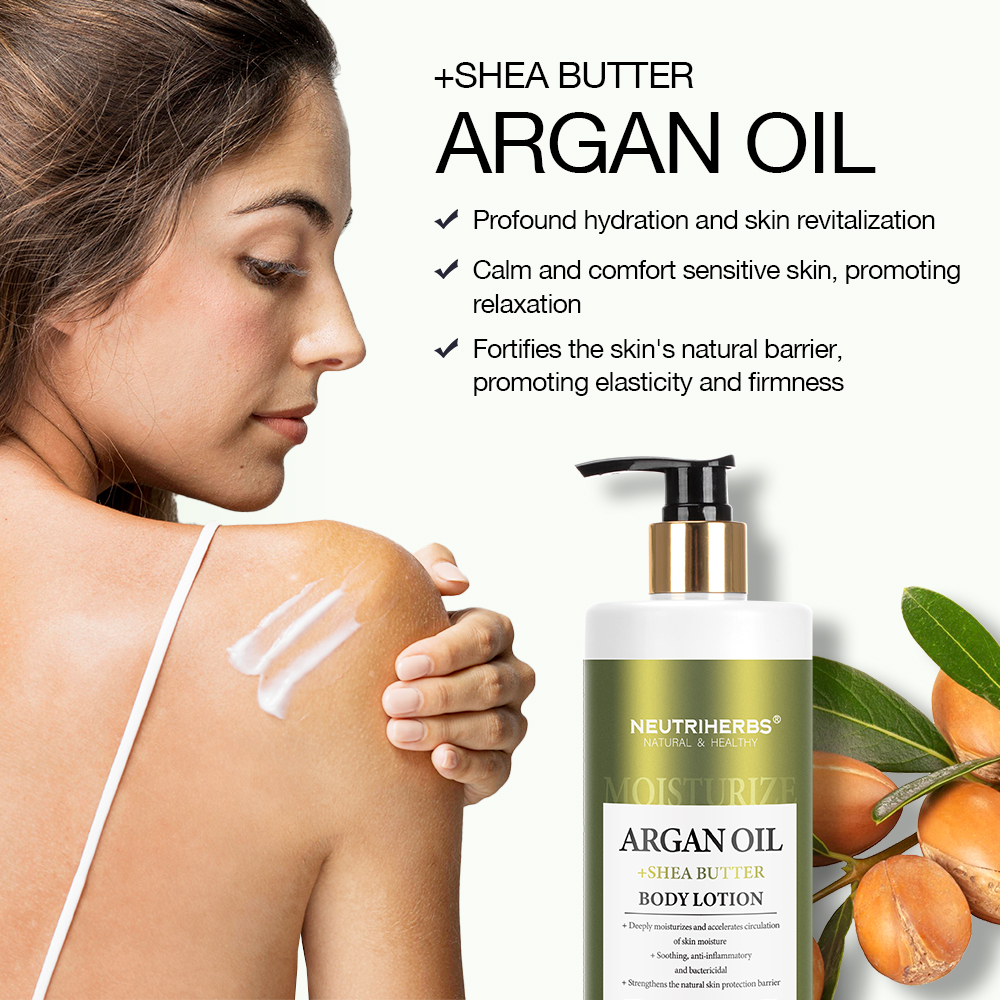 +SHEA BUTTER
ARGAN OIL
Profound hydration and skin revitalization
Calm and comfort sensitive skin, promoting
relaxation
Fortifies the skin's natural barrier,
promoting elasticity and firmness
NEUTRIHERBS®
NATURAL & HEALTHY
MOISTURIZE
ARGAN OIL
+SHEA BUTTER
BODY LOTION
+ Deeply moisturizes and accelerates circulation
of skin moisture
+ Soothing, anti-inflammatory
and bactericidal
+ Strengthens the natural skin protection barrier